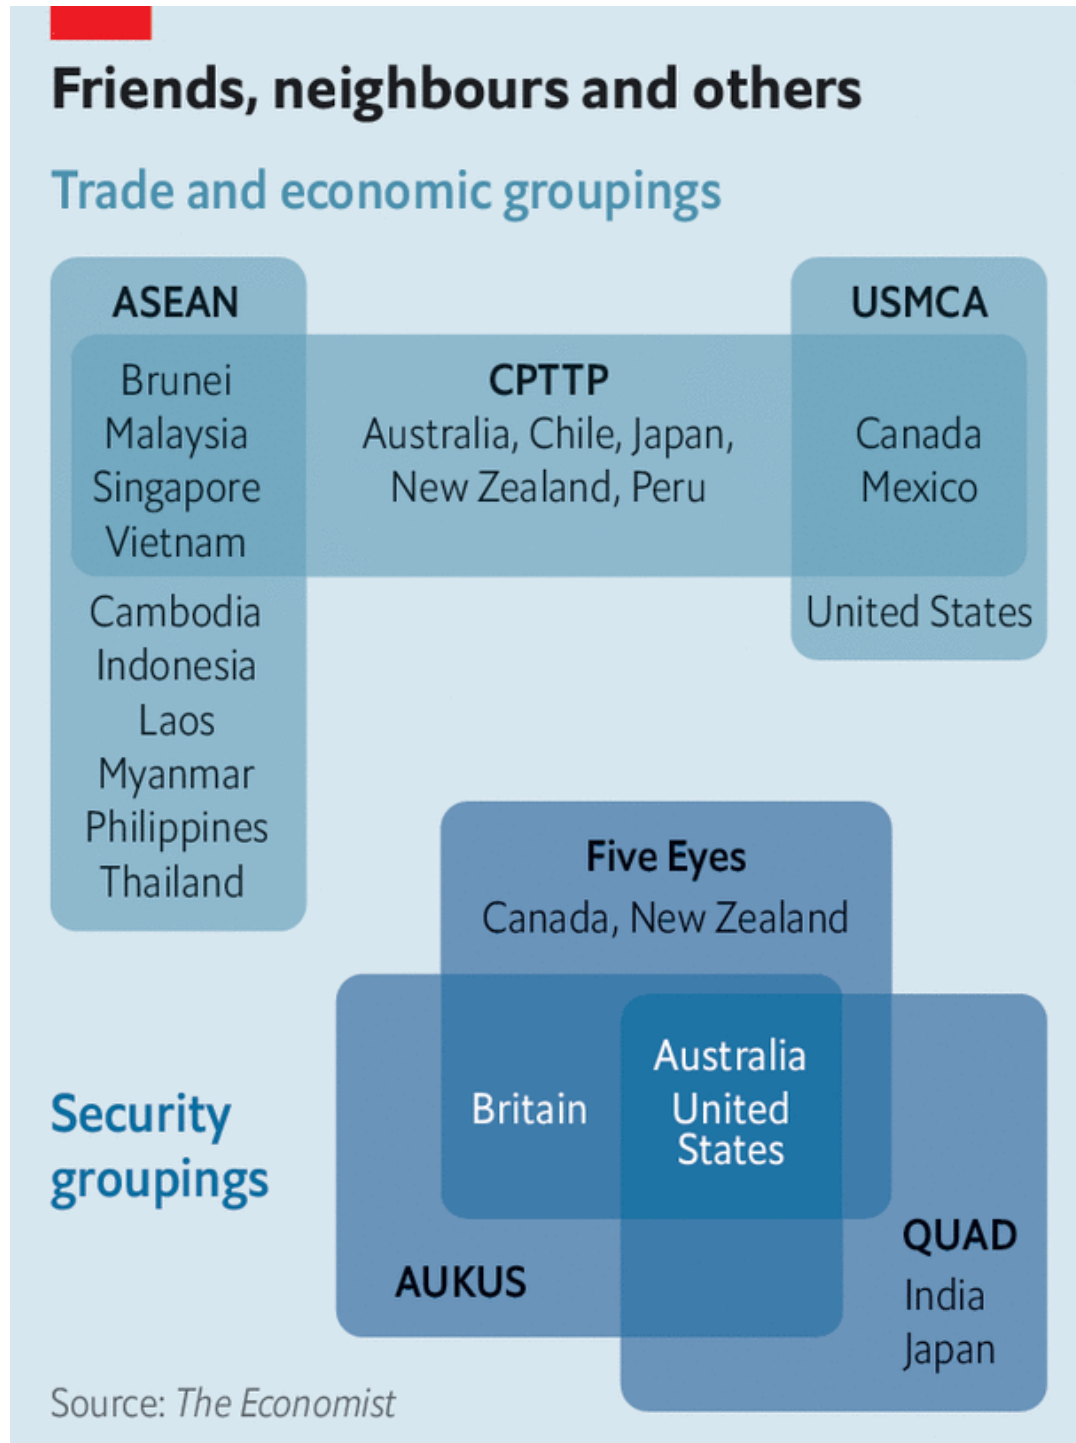 Friends, neighbours and others
Trade and economic groupings
ASEAN
Brunei
Malaysia
Singapore
Vietnam
Cambodia
Indonesia
Laos
Myanmar
Philippines
Thailand
CPTTP
Australia, Chile, Japan,
New Zealand, Peru
USMCA
Canada
Mexico
United States
Security
groupings
Five Eyes
Canada, New Zealand
Britain
Australia
United
States
AUKUS
QUAD
India
Japan
Source: The Economist